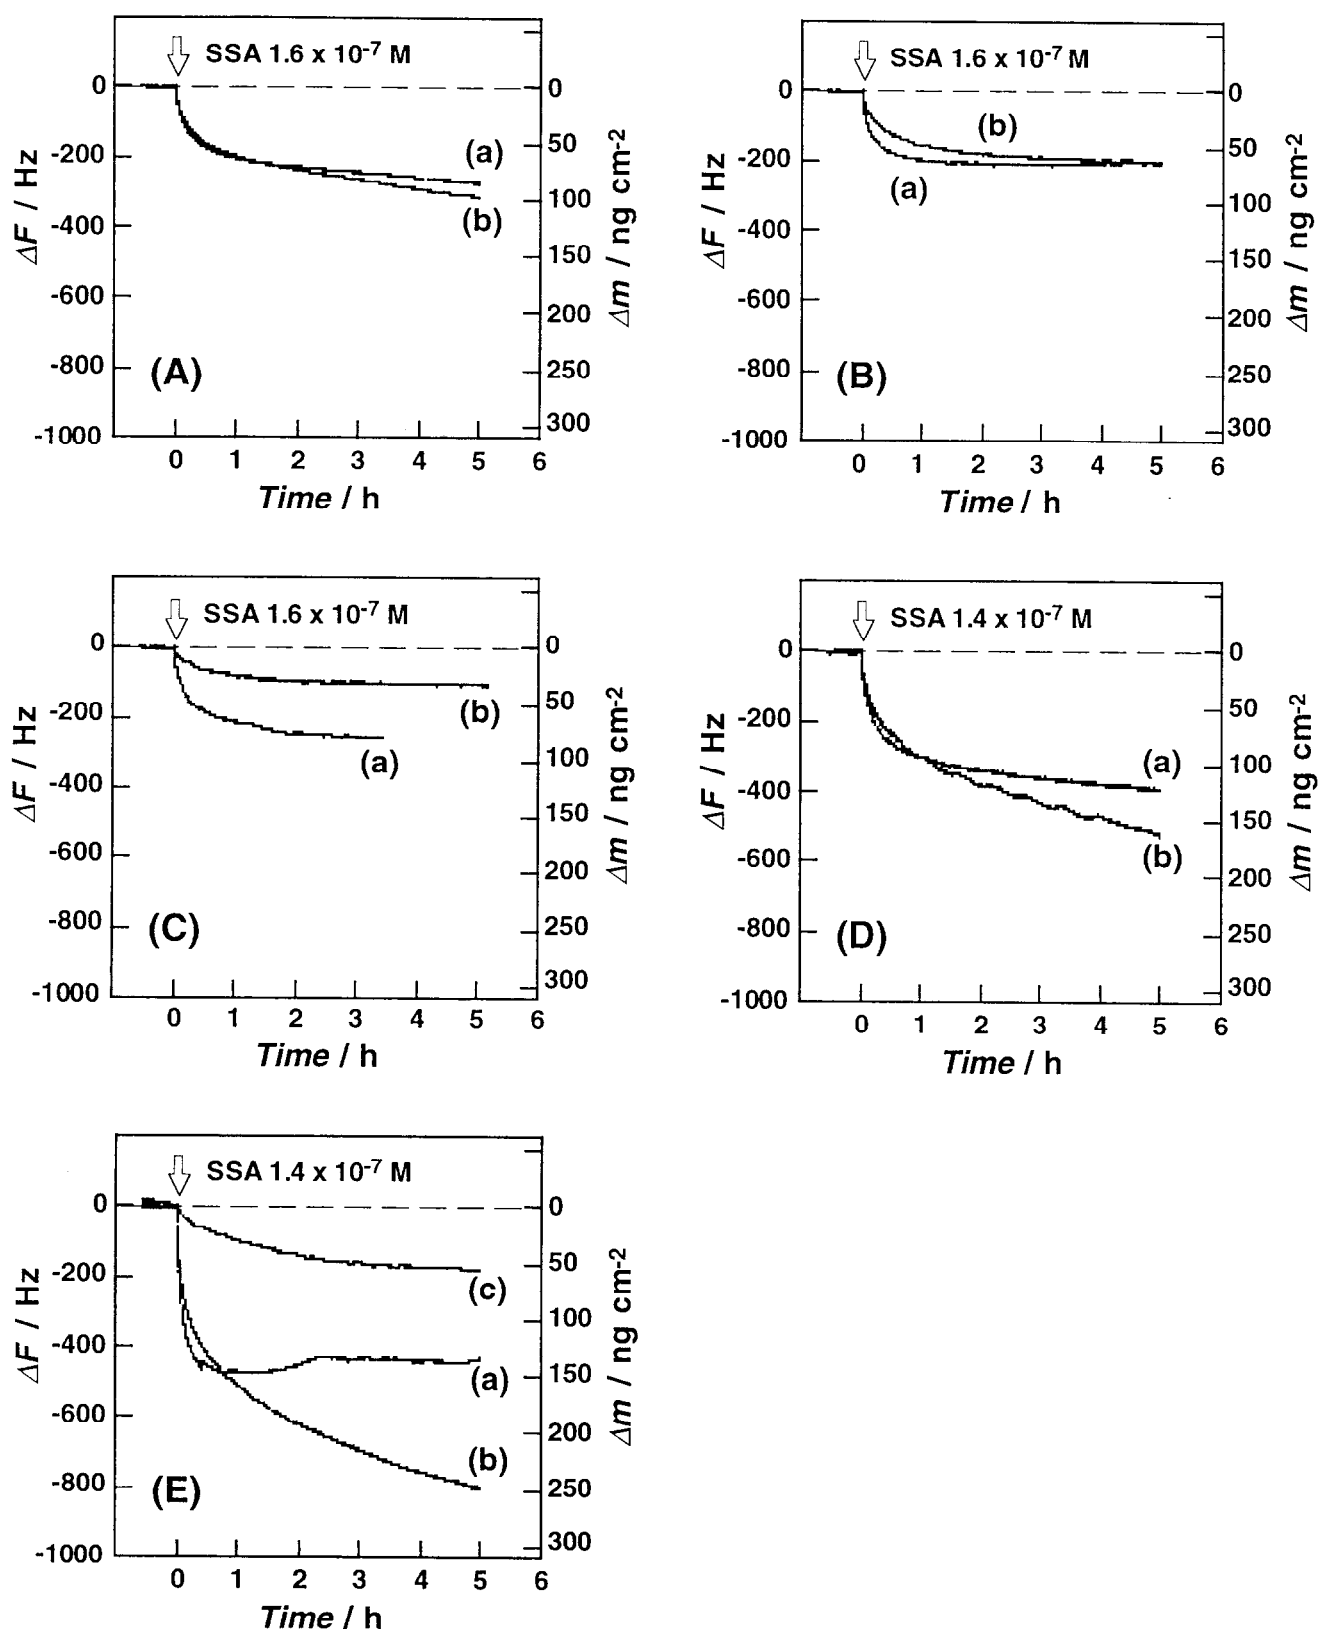 SSA 1.6 x 10-7 M
0
-200
-400
-600
-800
-1000
ΔF / Hz
(a)
(b)
(A)
0
50
100
150
200
250
300
Δm / ng cm-2
0 1 2 3 4 5 6
Time / h
SSA 1.6 x 10-7 M
0
-200
-400
-600
-800
-1000
ΔF / Hz
(b)
(a)
(B)
0
50
100
150
200
250
300
Δm / ng cm-2
0 1 2 3 4 5 6
Time / h
SSA 1.6 x 10-7 M
0
-200
-400
-600
-800
-1000
ΔF / Hz
(b)
(a)
(C)
0
50
100
150
200
250
300
Δm / ng cm-2
0 1 2 3 4 5 6
Time / h
SSA 1.4 x 10-7 M
0
-200
-400
-600
-800
-1000
ΔF / Hz
(a)
(b)
(D)
0
50
100
150
200
250
300
Δm / ng cm-2
0 1 2 3 4 5 6
Time / h
SSA 1.4 x 10-7 M
0
-200
-400
-600
-800
-1000
ΔF / Hz
(c)
(a)
(b)
(E)
0
50
100
150
200
250
300
Δm / ng cm-2
0 1 2 3 4 5 6
Time / h